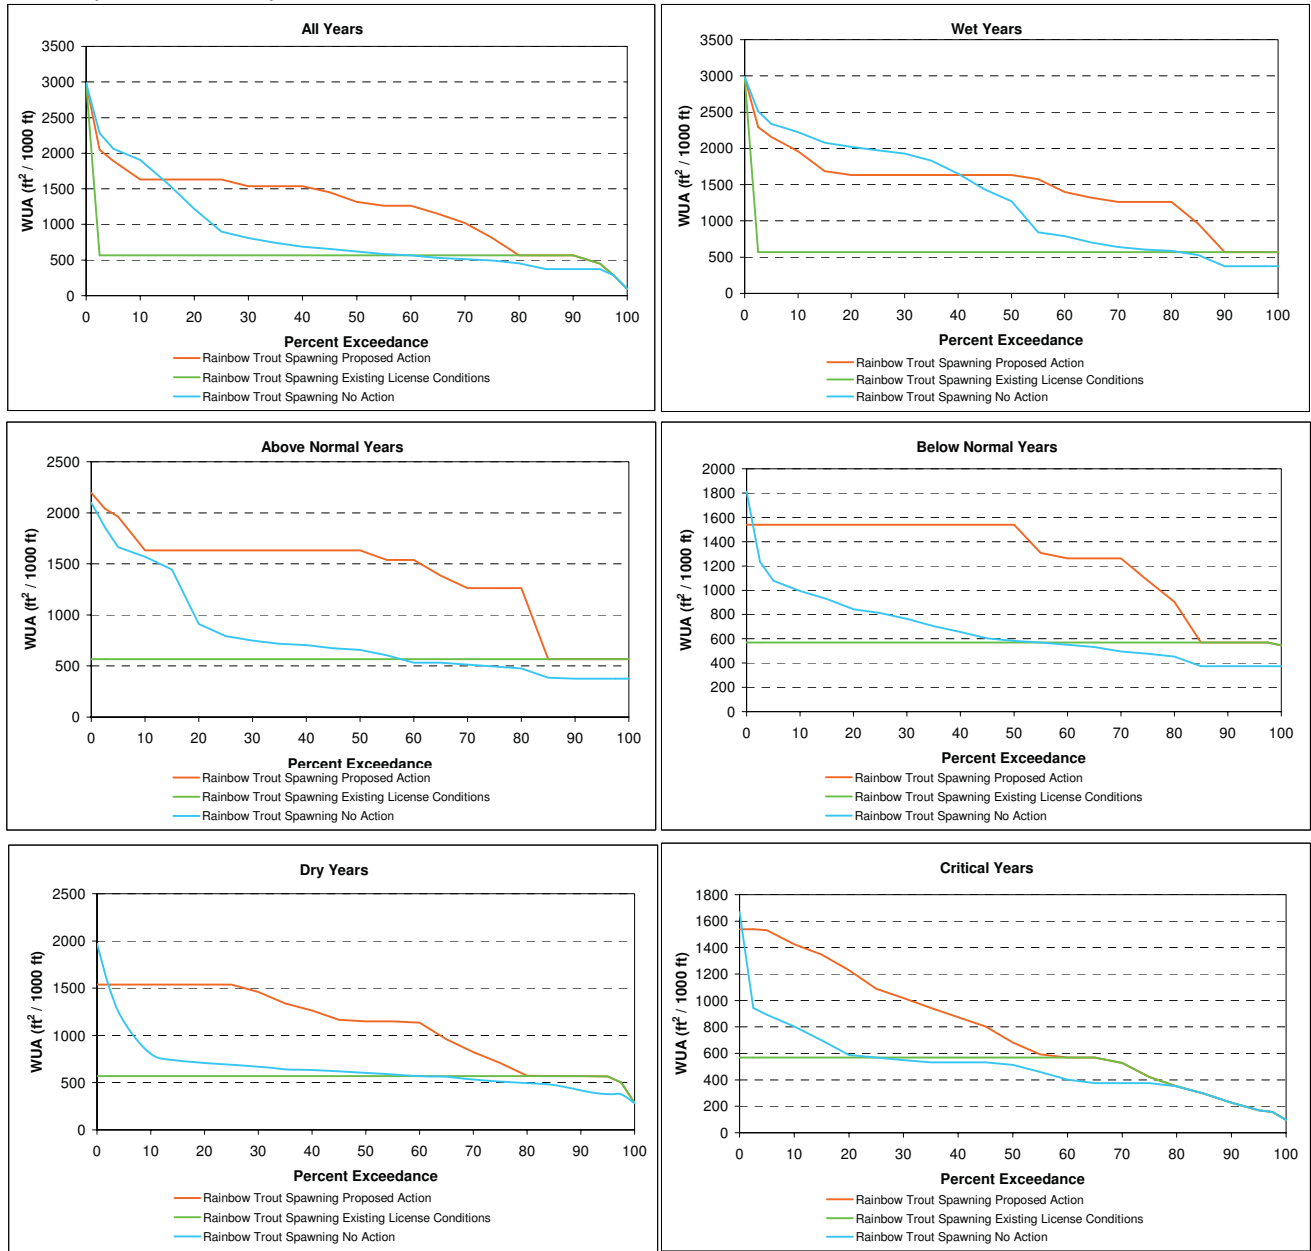 All Years
3500
3000
2500
2000
1500
1000
500
0
WUA (ft² / 1000 ft)
0 10 20 30 40 50 60 70 80 90 100
Percent Exceedance
Rainbow Trout Spawning Proposed Action
Rainbow Trout Spawning Existing License Conditions
Rainbow Trout Spawning No Action
Wet Years
3500
3000
2500
2000
1500
1000
500
0
WUA (ft² / 1000 ft)
0 10 20 30 40 50 60 70 80 90 100
Percent Exceedance
Rainbow Trout Spawning Proposed Action
Rainbow Trout Spawning Existing License Conditions
Rainbow Trout Spawning No Action
Above Normal Years
2500
2000
1500
1000
500
0
WUA (ft² / 1000 ft)
0 10 20 30 40 50 60 70 80 90 100
Percent Exceedance
Rainbow Trout Spawning Proposed Action
Rainbow Trout Spawning Existing License Conditions
Rainbow Trout Spawning No Action
Below Normal Years
2000
1800
1600
1400
1200
1000
800
600
400
200
0
WUA (ft² / 1000 ft)
0 10 20 30 40 50 60 70 80 90 100
Percent Exceedance
Rainbow Trout Spawning Proposed Action
Rainbow Trout Spawning Existing License Conditions
Rainbow Trout Spawning No Action
Dry Years
2500
2000
1500
1000
500
0
WUA (ft² / 1000 ft)
0 10 20 30 40 50 60 70 80 90 100
Percent Exceedance
Rainbow Trout Spawning Proposed Action
Rainbow Trout Spawning Existing License Conditions
Rainbow Trout Spawning No Action
Critical Years
1800
1600
1400
1200
1000
800
600
400
200
0
WUA (ft² / 1000 ft)
0 10 20 30 40 50 60 70 80 90 100
Percent Exceedance
Rainbow Trout Spawning Proposed Action
Rainbow Trout Spawning Existing License Conditions
Rainbow Trout Spawning No Action